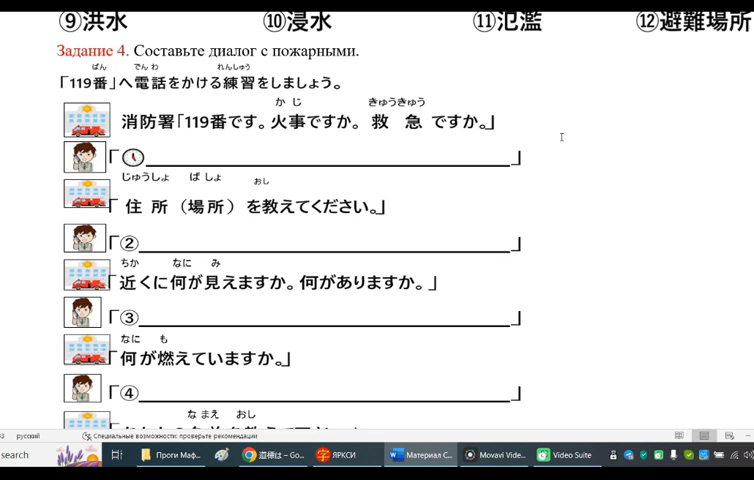 ⑨洪水 ⑩浸水 ⑪氾濫 ⑫避難場所
Задание 4. Составьте диалог с пожарными.
ばん でんわ れんしゅう
「119番」へ電話をかける練習をしましょう。
かじ きゅうきゅう
消防署「119番です。火事ですか。救急ですか。」
「 」
じゅうしょ ばしょ おし
「住所（場所）を教えてください。」
「② 」
ちか なに み
「近くに何が見えますか。何がありますか。」
「③ 」
なに も
「何が燃えていますか。」
「④ 」
なまえ おし
русский Специальные возможности: проверьте рекомендации
search Проги Маф... 道標は – Go... ЯРКСИ Материал С... Movavi Vide... Video Suite